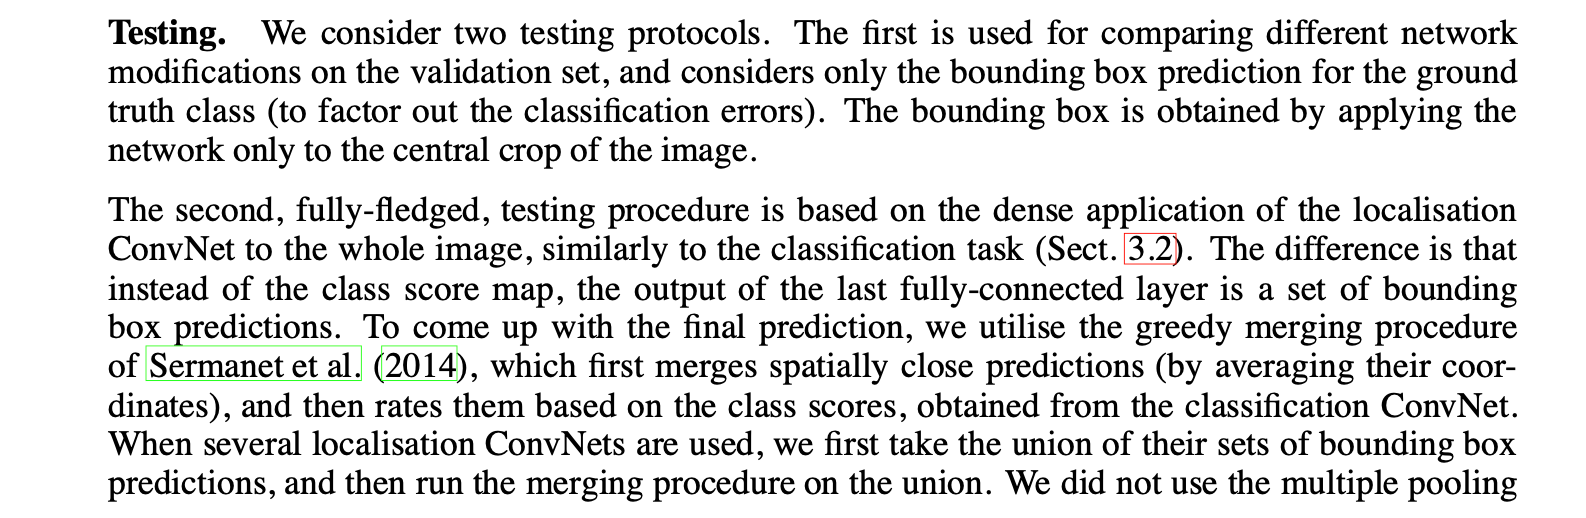 Testing. We consider two testing protocols. The first is used for comparing different network
modifications on the validation set, and considers only the bounding box prediction for the ground
truth class (to factor out the classification errors). The bounding box is obtained by applying the
network only to the central crop of the image.
The second, fully-fledged, testing procedure is based on the dense application of the localisation
ConvNet to the whole image, similarly to the classification task (Sect. 3.2). The difference is that
instead of the class score map, the output of the last fully-connected layer is a set of bounding
box predictions. To come up with the final prediction, we utilise the greedy merging procedure
of Sermanet et al. (2014), which first merges spatially close predictions (by averaging their coor-
dinates), and then rates them based on the class scores, obtained from the classification ConvNet.
When several localisation ConvNets are used, we first take the union of their sets of bounding box
predictions, and then run the merging procedure on the union. We did not use the multiple pooling